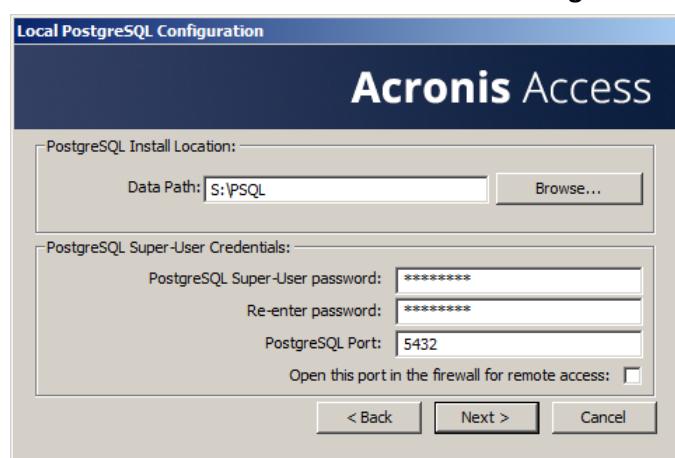 Local PostgreSQL Configuration
Acronis Access
PostgreSQL Install Location:
Data Path: S:\PSQL Browse...
PostgreSQL Super-User Credentials:
PostgreSQL Super-User password: ********
Re-enter password: ********
PostgreSQL Port: 5432
Open this port in the firewall for remote access:
< Back Next > Cancel